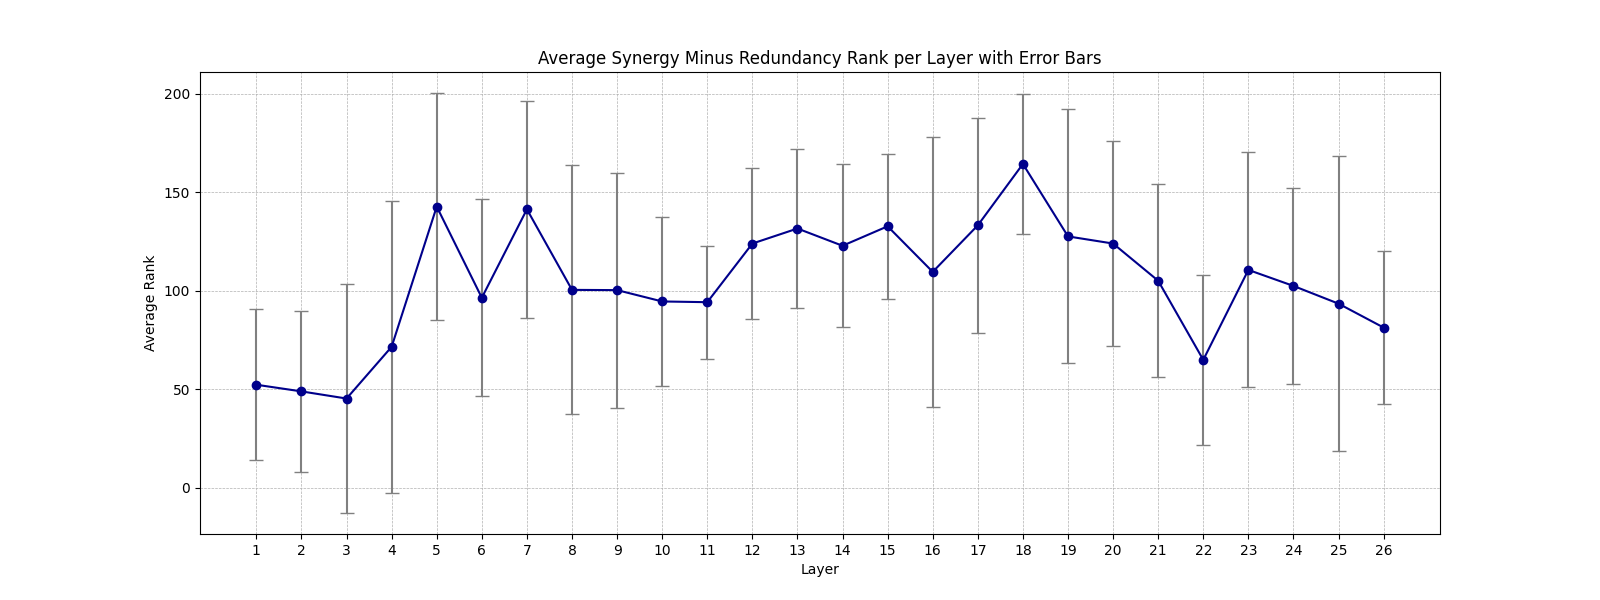 Average Synergy Minus Redundancy Rank per Layer with Error Bars
200
150
100
50
0
Average Rank
1 2 3 4 5 6 7 8 9 10 11 12 13 14 15 16 17 18 19 20 21 22 23 24 25 26
Layer